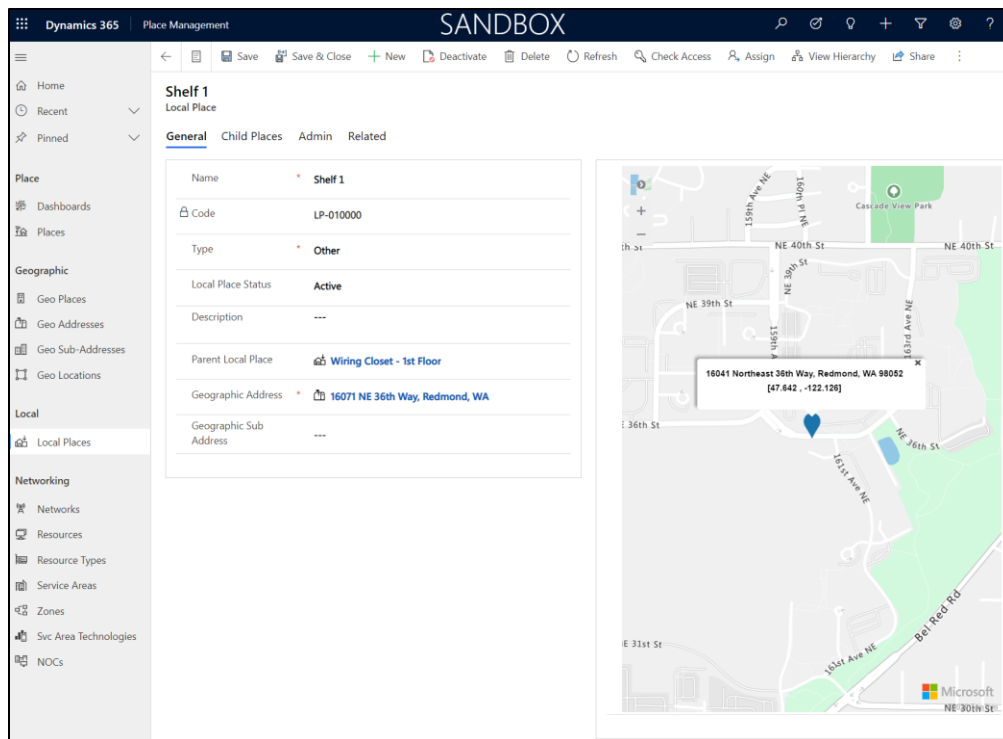 Dynamics 365 Place Management SANDBOX ?
Save Save & Close New Deactivate Delete Refresh Check Access Assign View Hierarchy Share
Home
Recent
Pinned
Place
Dashboards
Places
Geographic
Geo Places
Geo Addresses
Geo Sub-Addresses
Geo Locations
Local
Local Places
Networking
Networks
Resources
Resource Types
Service Areas
Zones
Svc Area Technologies
NOCs
Shelf 1
Local Place
General Child Places Admin Related
Name * Shelf 1
Code LP-010000
Type * Other
Local Place Status Active
Description ---
Parent Local Place Wiring Closet - 1st Floor
Geographic Address * 16071 NE 36th Way, Redmond, WA
Geographic Sub
Address ---
159th Ave NE
160th Pl NE
Cascade View Park
th St
NE 40th St
NE 40th St
NE 39th St
NE 39th St
159th A
163rd Ave NE
16041 Northeast 36th Way, Redmond, WA 98052
[47.642 , -122.126]
E 36th St
NE 36th St
161st Ave NE
Bel Red Rd
E 31st St
161st Ave NE
Microsoft
NE 30th St